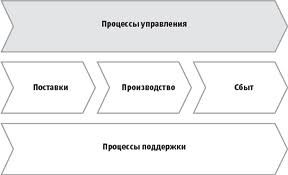 Процессы управления
Поставки
Производство
Сбыт
Процессы поддержки